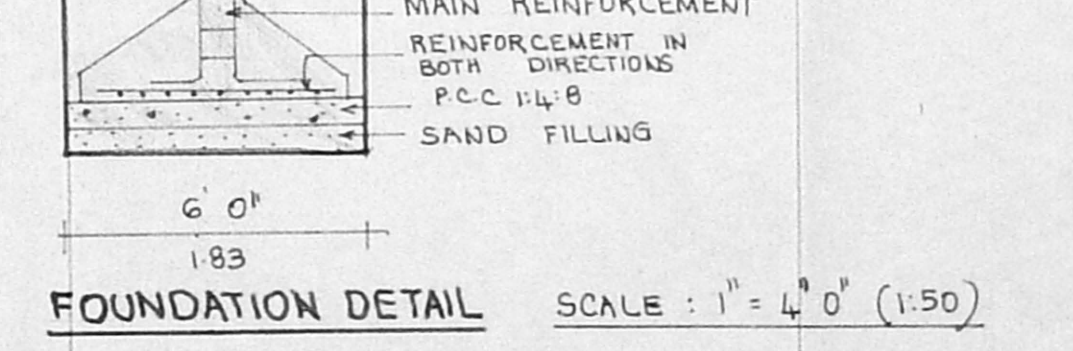 MAIN REINFORCEMENT
REINFORCEMENT IN
BOTH DIRECTIONS
P.C.C 1:4:8
SAND FILLING
6' 0"
1.83
FOUNDATION DETAIL
SCALE : 1" = 4" 0" (1:50)